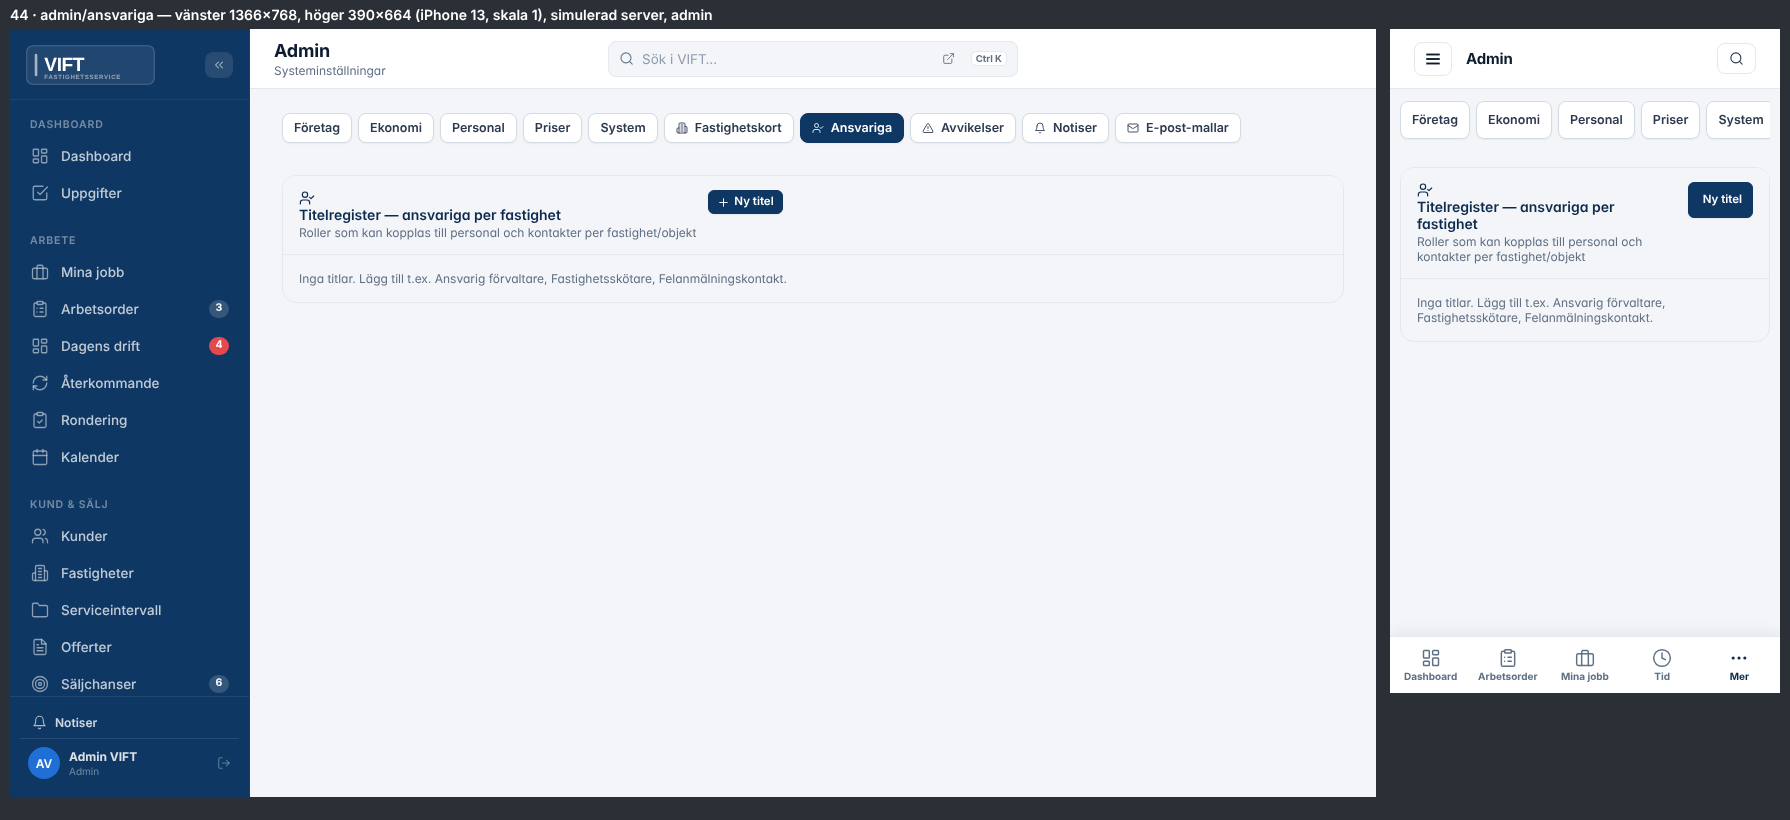 44 · admin/ansvariga — vänster 1366×768, höger 390×664 (iPhone 13, skala 1), simulerad server, admin
VIFT
FASTIGHETSSERVICE
DASHBOARD
Dashboard
Uppgifter
ARBETE
Mina jobb
Arbetsorder 3
Dagens drift 4
Återkommande
Rondering
Kalender
KUND & SÄLJ
Kunder
Fastigheter
Serviceintervall
Offerter
Säljchanser 6
Notiser
AV Admin VIFT
Admin
Admin
Systeminställningar
Sök i VIFT... Ctrl K
Företag Ekonomi Personal Priser System Fastighetskort Ansvariga Avvikelser Notiser E-post-mallar
Titelregister — ansvariga per fastighet
Roller som kan kopplas till personal och kontakter per fastighet/objekt
Ny titel
Inga titlar. Lägg till t.ex. Ansvarig förvaltare, Fastighetsskötare, Felanmälningskontakt.
Admin
Företag Ekonomi Personal Priser System
Titelregister — ansvariga per
fastighet
Roller som kan kopplas till personal och
kontakter per fastighet/objekt
Ny titel
Inga titlar. Lägg till t.ex. Ansvarig förvaltare,
Fastighetsskötare, Felanmälningskontakt.
Dashboard Arbetsorder Mina jobb Tid Mer